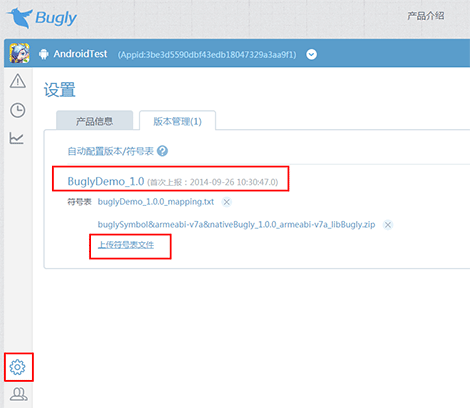 Bugly
产品介绍
AndroidTest (Appid:3be3d5590dbf43edb18047329a3aa9f1)
设置
产品信息
版本管理(1)
自动配置版本/符号表 ?
BuglyDemo_1.0 (首次上报：2014-09-26 10:30:47.0)
符号表 buglyDemo_1.0.0_mapping.txt
buglySymbol&armeabi-v7a&nativeBugly_1.0.0_armeabi-v7a_libBugly.zip
上传符号表文件